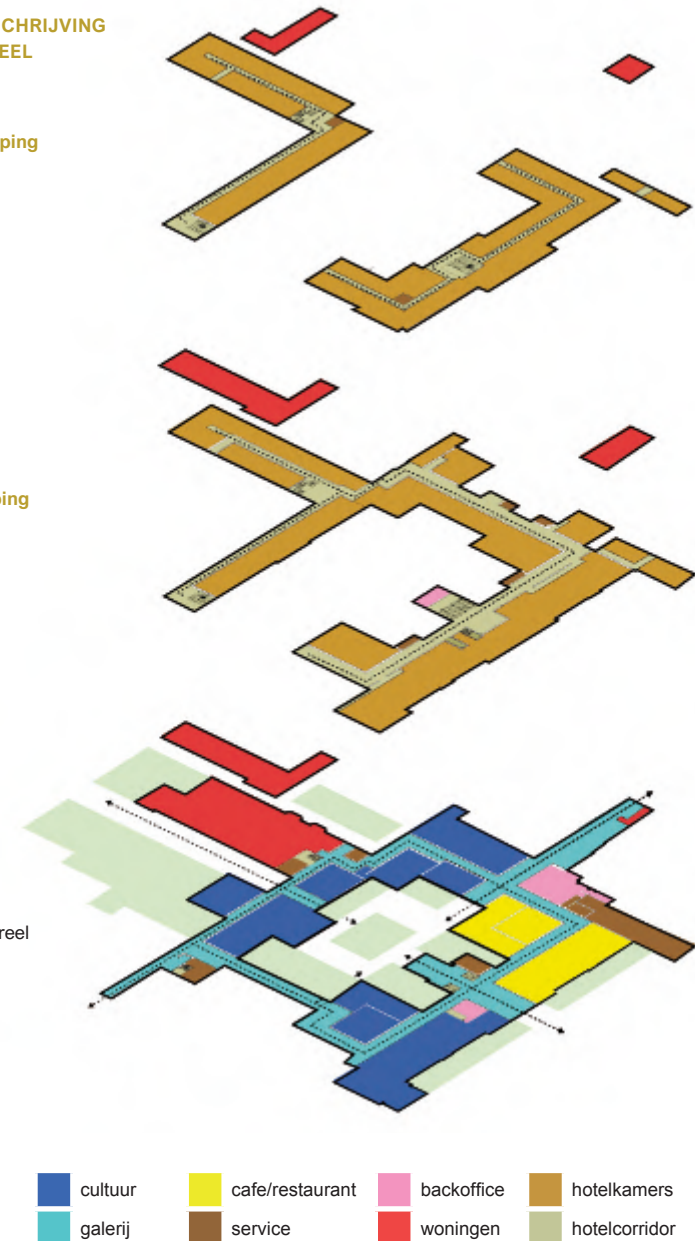 CHRIJVING
EEL
ping
ping
reel
cultuur
cafe/restaurant
backoffice
hotelkamers
galerij
service
woningen
hotelcorridor